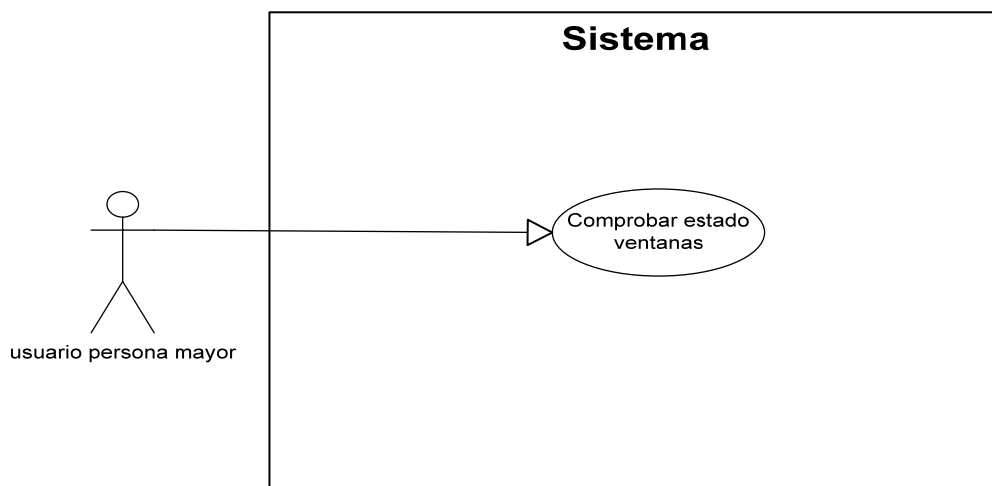 Sistema
Comprobar estado
ventanas
usuario persona mayor